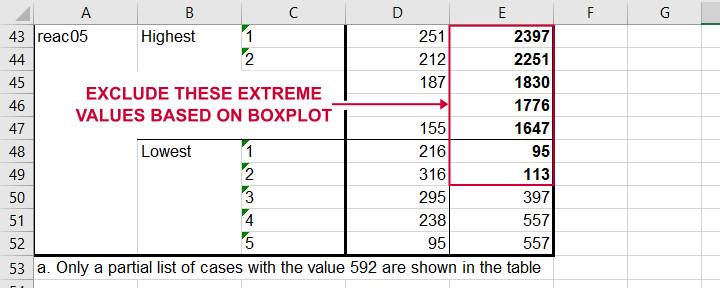 A B C D E F G
43 reac05 Highest 1 251 2397
44 2 212 2251
45 187 1830
EXCLUDE THESE EXTREME
46 1776
VALUES BASED ON BOXPLOT
47 155 1647
48 Lowest 1 216 95
49 2 316 113
50 3 295 397
51 4 238 557
52 5 95 557
53 a. Only a partial list of cases with the value 592 are shown in the table